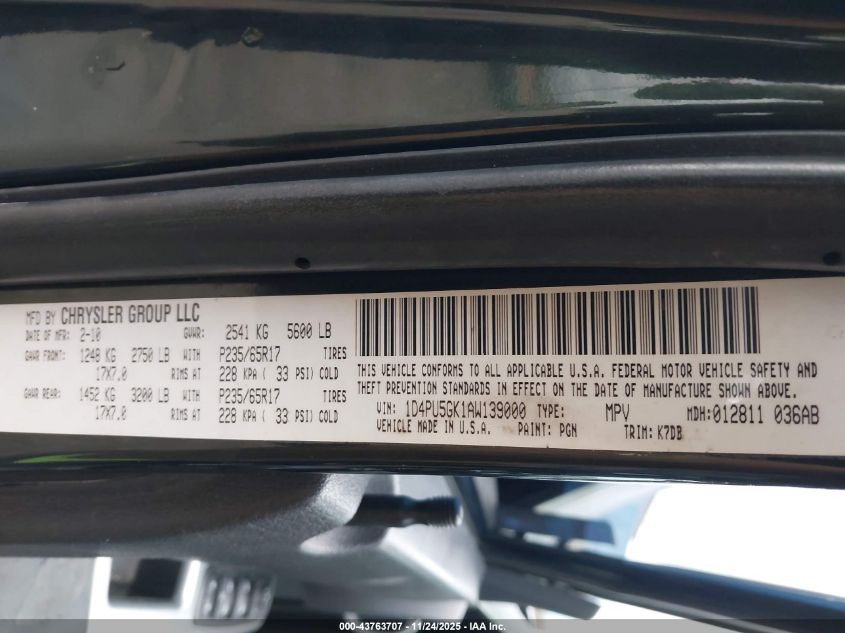 MFD BY CHRYSLER GROUP LLC
DATE OF MFR: 2-10 GVWR: 2541 KG 5600 LB
GAWR FRONT: 1248 KG 2750 LB WITH P235/65R17 TIRES
17X7.0 RIMS AT 228 KPA ( 33 PSI) COLD
GAWR REAR: 1452 KG 3200 LB WITH P235/65R17 TIRES
17X7.0 RIMS AT 228 KPA ( 33 PSI) COLD
THIS VEHICLE CONFORMS TO ALL APPLICABLE U.S.A. FEDERAL MOTOR VEHICLE SAFETY AND
THEFT PREVENTION STANDARDS IN EFFECT ON THE DATE OF MANUFACTURE SHOWN ABOVE.
VIN: 1D4PU5GK1AW139000 TYPE: MPV MDH: 012811 036AB
VEHICLE MADE IN U.S.A. PAINT: PGN TRIM: K7DB
000-43763707 - 11/24/2025 - IAA Inc.